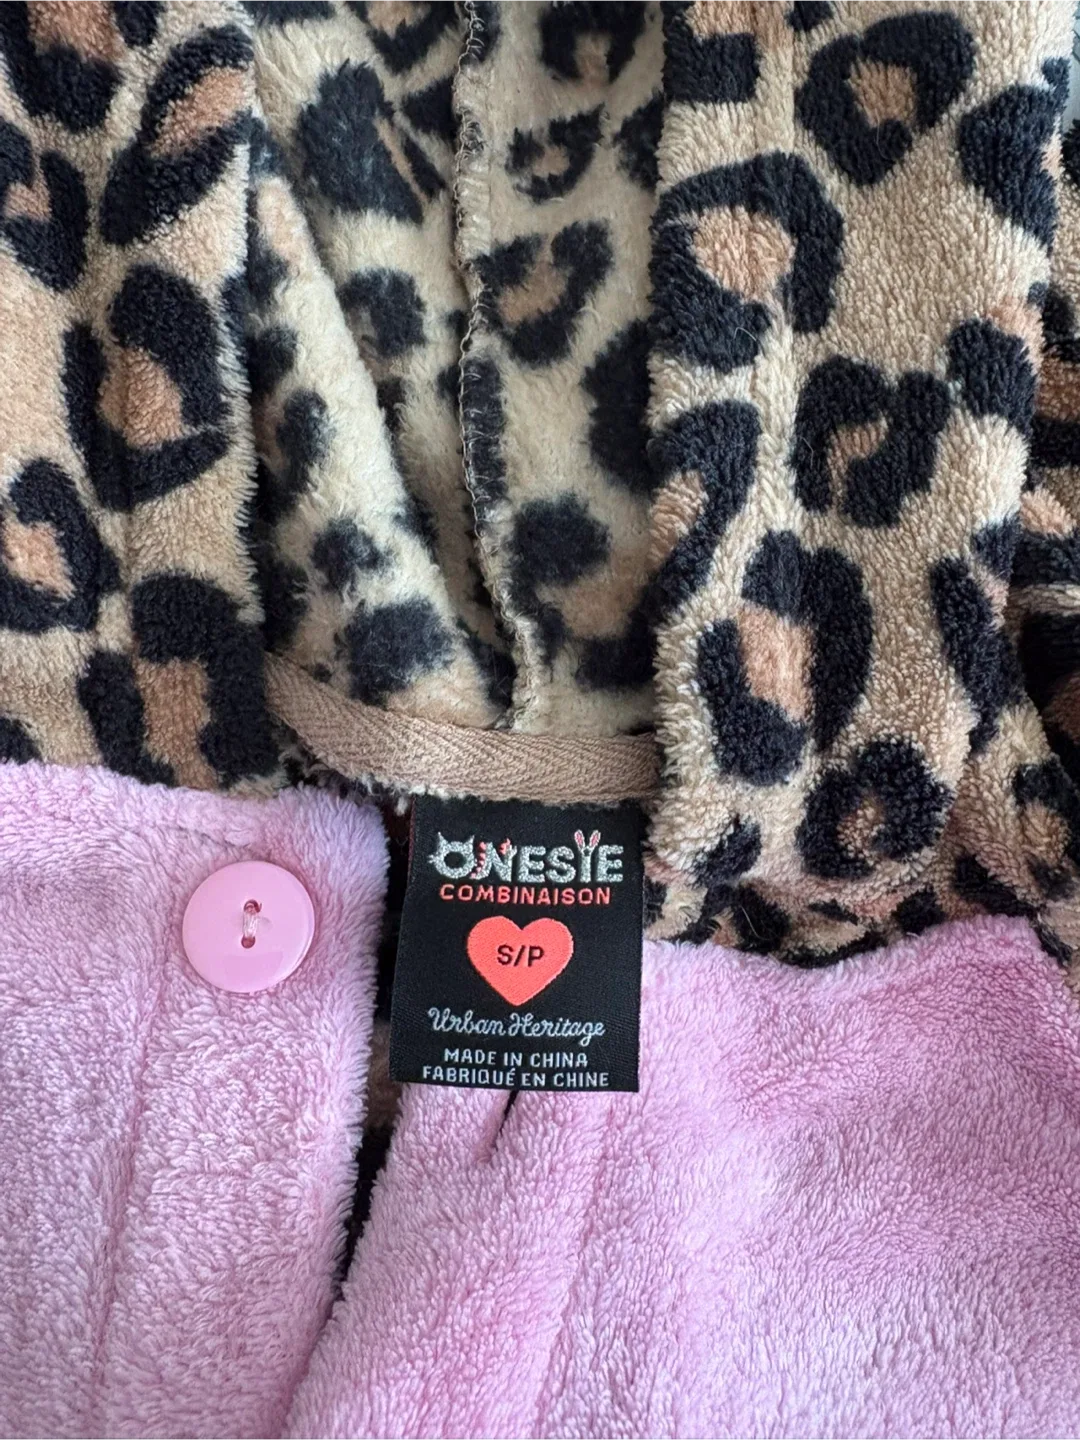 ONESIE
COMBINAISON
S/P
Urban Heritage
MADE IN CHINA
FABRIQUÉ EN CHINE